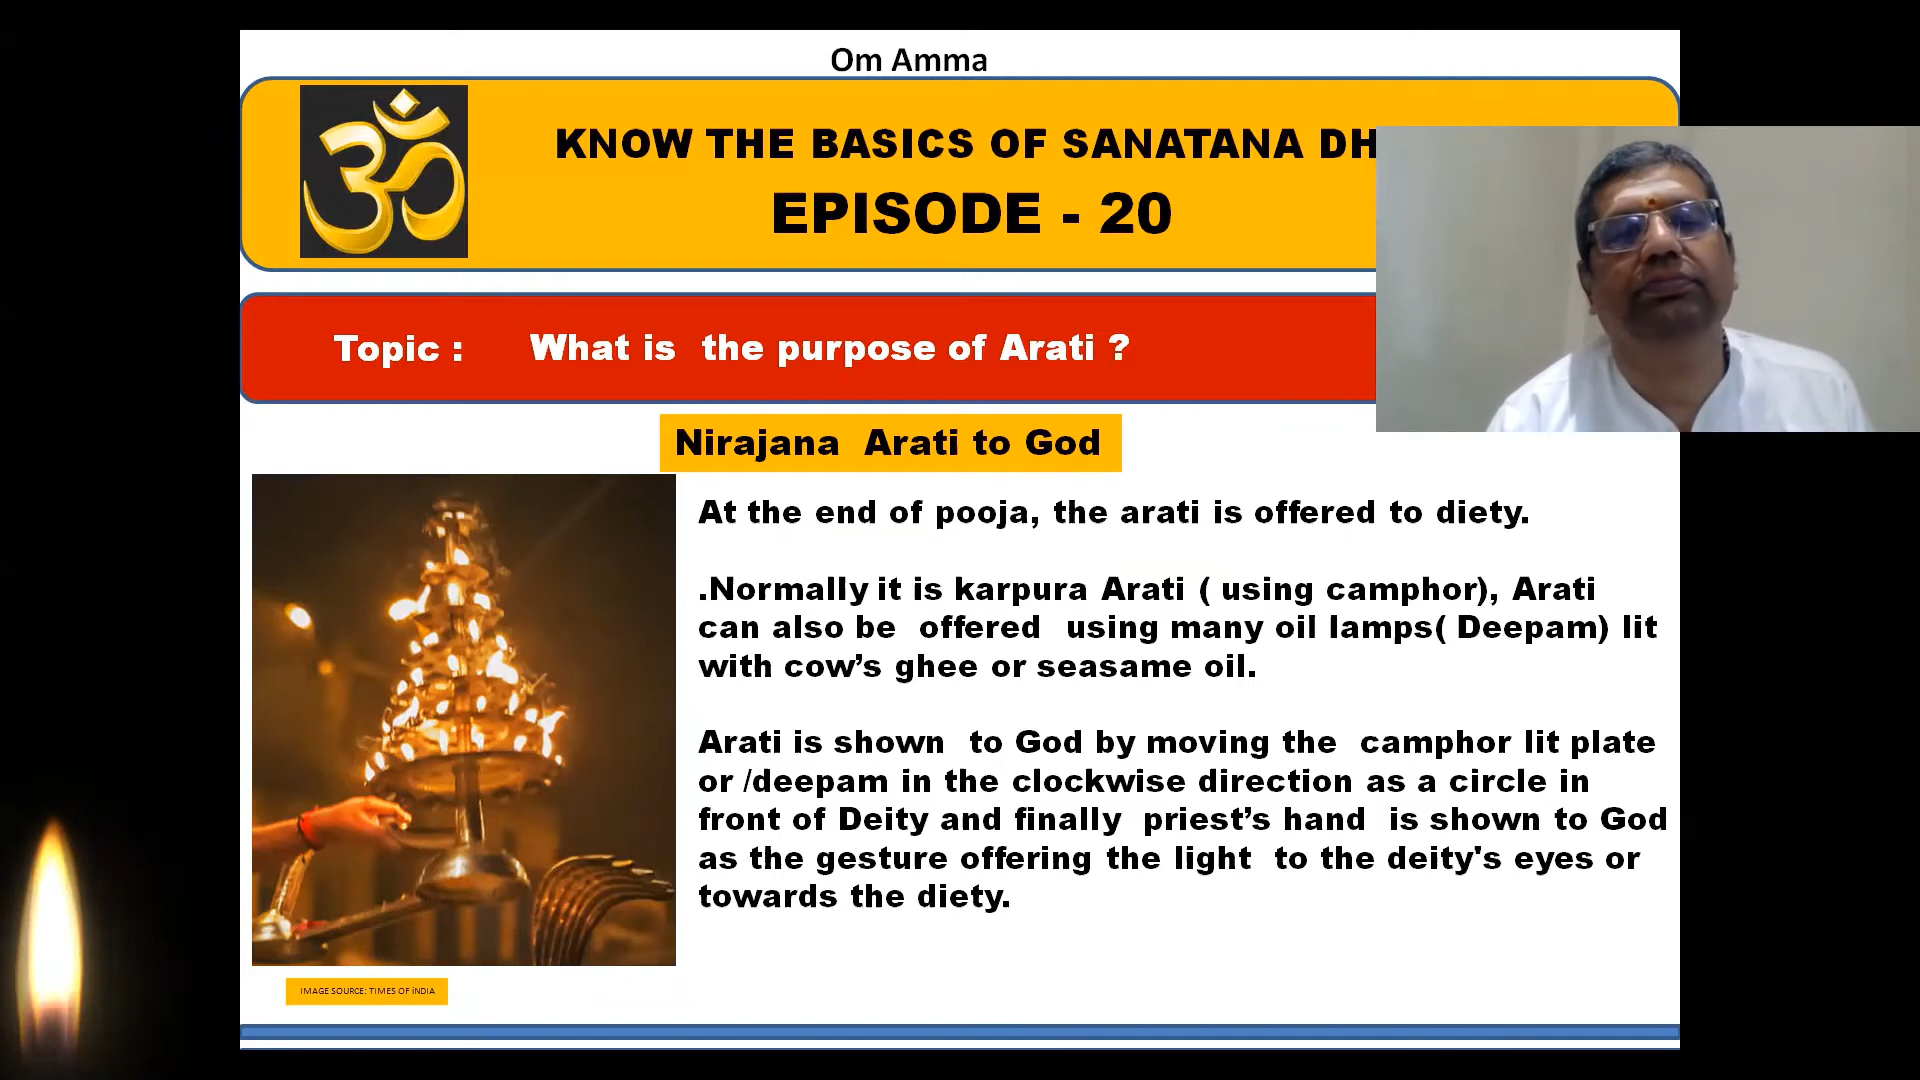 Om Amma
ॐ
KNOW THE BASICS OF SANATANA DH
EPISODE - 20
Topic : What is the purpose of Arati ?
Nirajana Arati to God
At the end of pooja, the arati is offered to diety.
.Normally it is karpura Arati ( using camphor), Arati
can also be offered using many oil lamps( Deepam) lit
with cow’s ghee or seasame oil.
Arati is shown to God by moving the camphor lit plate
or /deepam in the clockwise direction as a circle in
front of Deity and finally priest’s hand is shown to God
as the gesture offering the light to the deity's eyes or
towards the diety.
IMAGE SOURCE: TIMES OF iNDIA